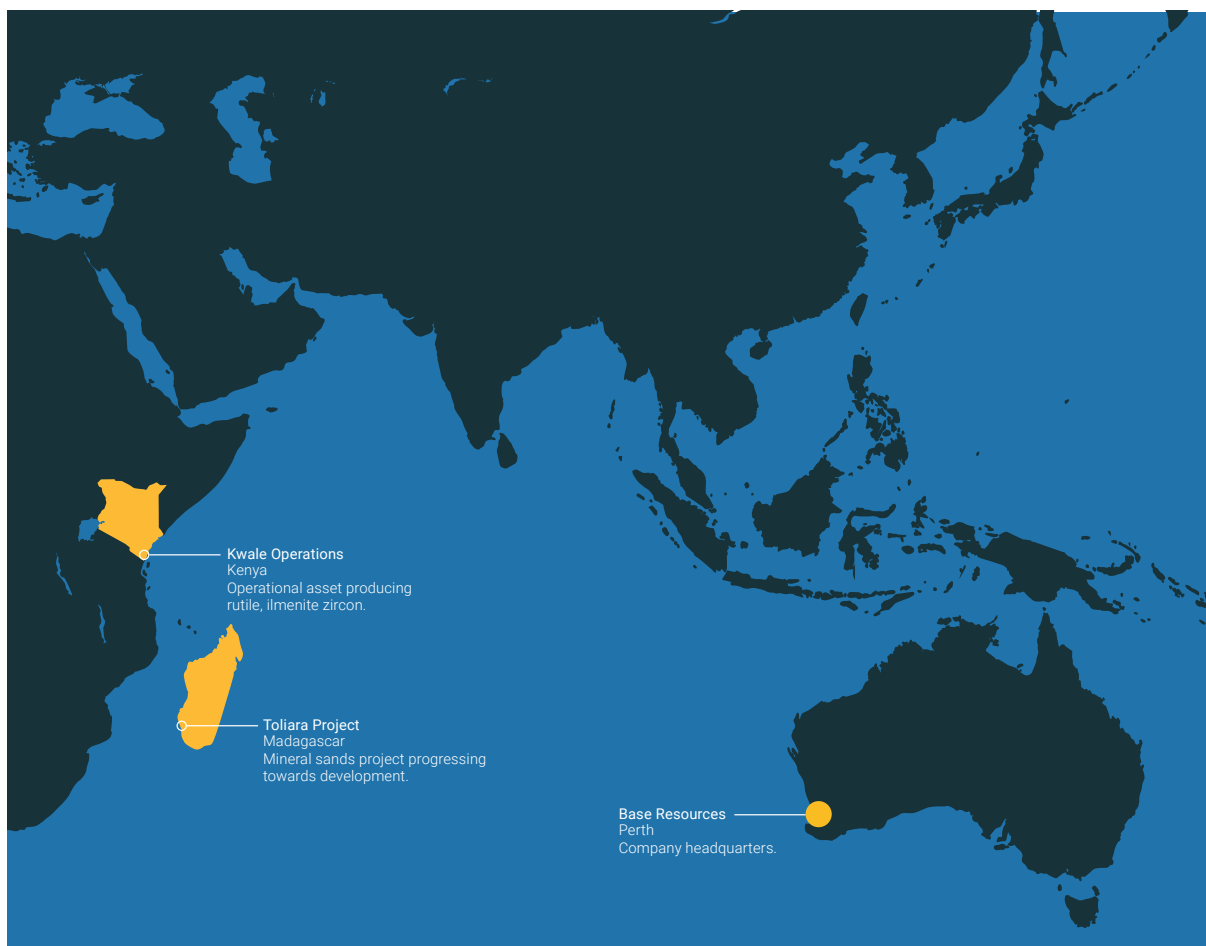 Kwale Operations
Kenya
Operational asset producing
rutile, ilmenite zircon.
Toliara Project
Madagascar
Mineral sands project progressing
towards development.
Base Resources
Perth
Company headquarters.